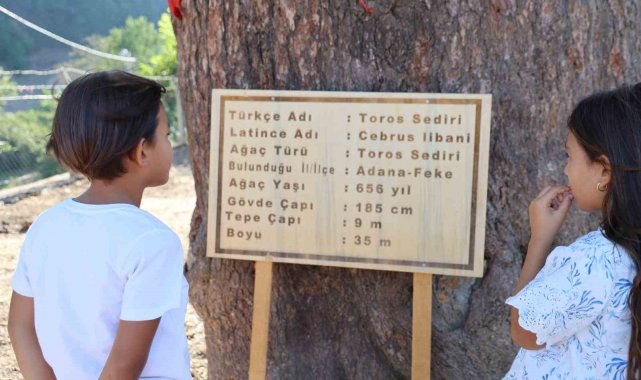 Türkçe Adı : Toros Sediri
Latince Adı : Cebrus libani
Ağaç Türü : Toros Sediri
Bulunduğu İl/İlçe : Adana-Feke
Ağaç Yaşı : 656 yıl
Gövde Çapı : 185 cm
Tepe Çapı : 9 m
Boyu : 35 m